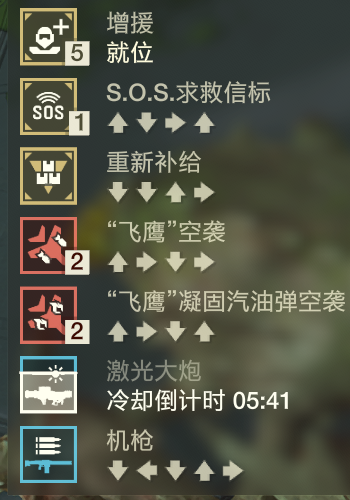 增援
5
就位
S.O.S.求救信标
SOS
1
重新补给
“飞鹰”空袭
2
“飞鹰”凝固汽油弹空袭
2
激光大炮
冷却倒计时 05:41
机枪